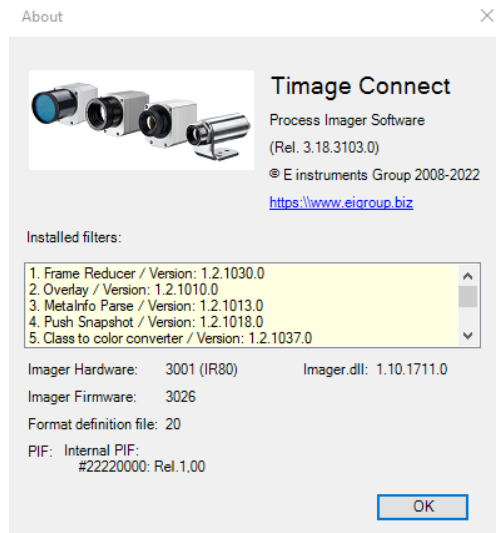 About
Timage Connect
Process Imager Software
(Rel. 3.18.3103.0)
© E instruments Group 2008-2022
https:\\www.eigroup.biz
Installed filters:
1. Frame Reducer / Version: 1.2.1030.0
2. Overlay / Version: 1.2.1010.0
3. MetaInfo Parse / Version: 1.2.1013.0
4. Push Snapshot / Version: 1.2.1018.0
5. Class to color converter / Version: 1.2.1037.0
Imager Hardware: 3001 (IR80) Imager.dll: 1.10.1711.0
Imager Firmware: 3026
Format definition file: 20
PIF: Internal PIF:
#22220000: Rel.1,00
OK